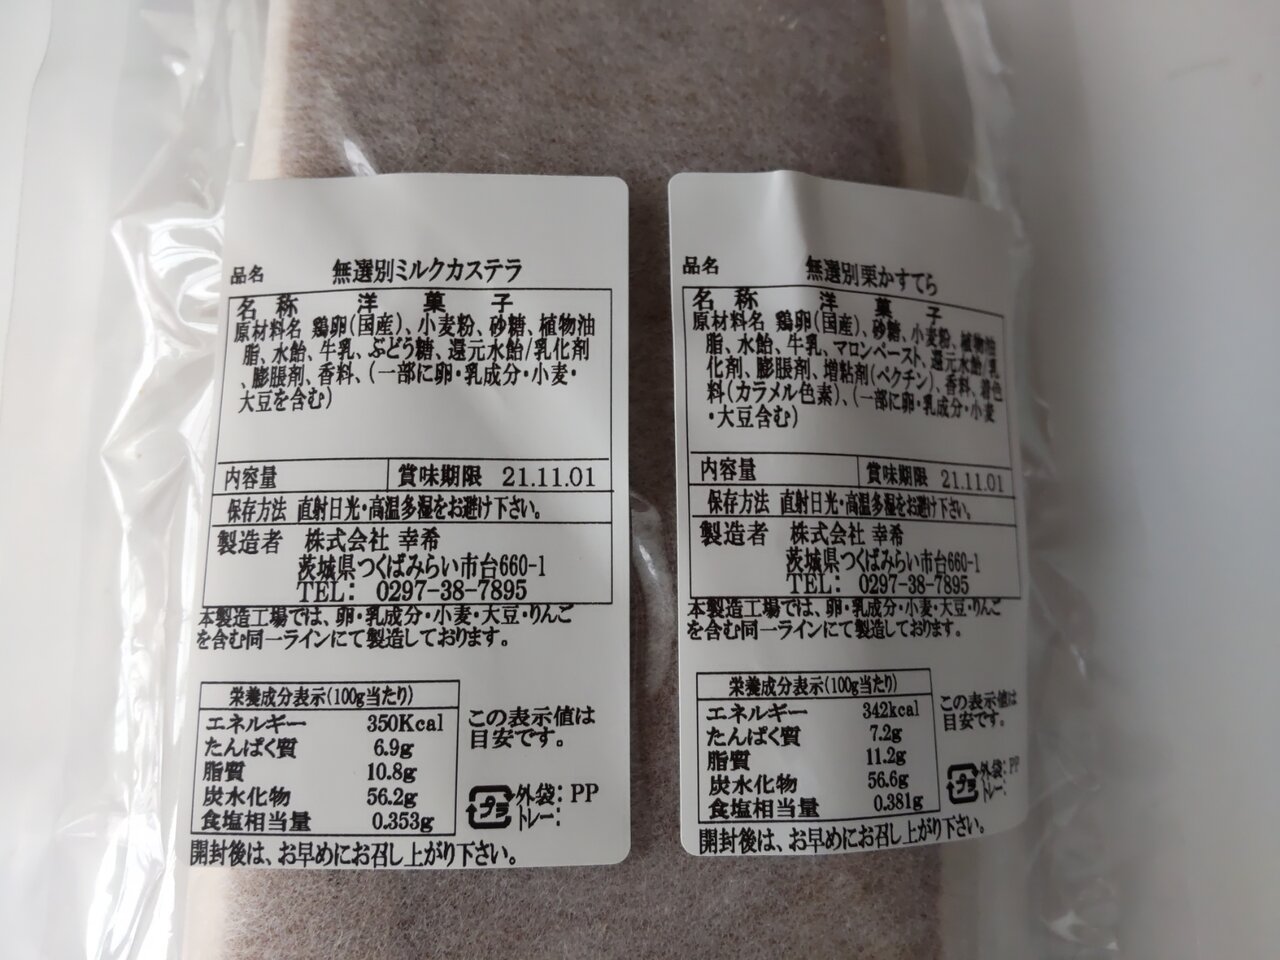 品名 無選別ミルクカステラ
名称 洋菓子
原材料名 鶏卵(国産)、小麦粉、砂糖、植物油
脂、水飴、牛乳、ぶどう糖、還元水飴/乳化剤
、膨脹剤、香料、(一部に卵・乳成分・小麦・
大豆を含む)
内容量 賞味期限 21.11.01
保存方法 直射日光・高温多湿をお避け下さい。
製造者 株式会社 幸希
茨城県つくばみらい市台660-1
TEL: 0297-38-7895
本製造工場では、卵・乳成分・小麦・大豆・りんご
を含む同一ラインにて製造しております。
栄養成分表示(100g当たり)
エネルギー 350Kcal
たんぱく質 6.9g
脂質 10.8g
炭水化物 56.2g
食塩相当量 0.353g
この表示値は
目安です。
プラ
外袋: PP
トレー:
開封後は、お早めにお召し上がり下さい。
品名 無選別栗かすてら
名称 洋菓子
原材料名 鶏卵(国産)、砂糖、小麦粉、植物油
脂、水飴、牛乳、マロンペースト、還元水飴/乳
化剤、膨脹剤、増粘剤(ペクチン)、香料、着色
料(カラメル色素)、(一部に卵・乳成分・小麦
・大豆含む)
内容量 賞味期限 21.11.01
保存方法 直射日光・高温多湿をお避け下さい。
製造者 株式会社 幸希
茨城県つくばみらい市台660-1
TEL: 0297-38-7895
本製造工場では、卵・乳成分・小麦・大豆・りんご
を含む同一ラインにて製造しております。
栄養成分表示(100g当たり)
エネルギー 342kcal
たんぱく質 7.2g
脂質 11.2g
炭水化物 56.6g
食塩相当量 0.381g
この表示値は
目安です。
プラ
外袋: PP
トレー:
開封後は、お早めにお召し上がり下さい。